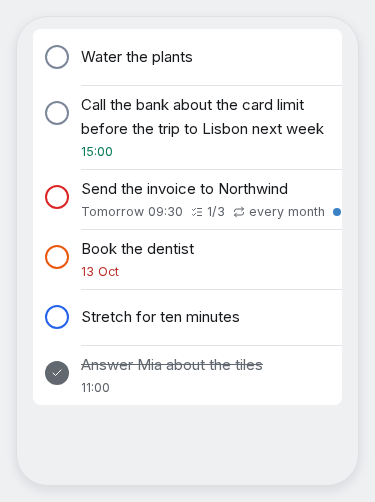 Water the plants
Call the bank about the card limit
before the trip to Lisbon next week
15:00
Send the invoice to Northwind
Tomorrow 09:30 1/3 every month
Book the dentist
13 Oct
Stretch for ten minutes
Answer Mia about the tiles
11:00